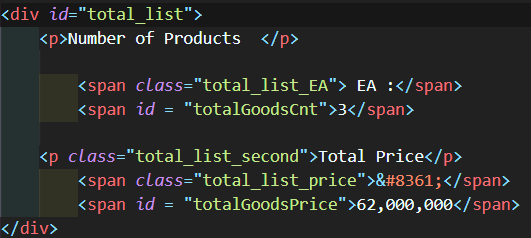 <div id="total_list">
<p>Number of Products  </p>
<span class="total_list_EA"> EA :</span>
<span id = "totalGoodsCnt">3</span>
<p class="total_list_second">Total Price</p>
<span class="total_list_price">&#8361;</span>
<span id = "totalGoodsPrice">62,000,000</span>
</div>